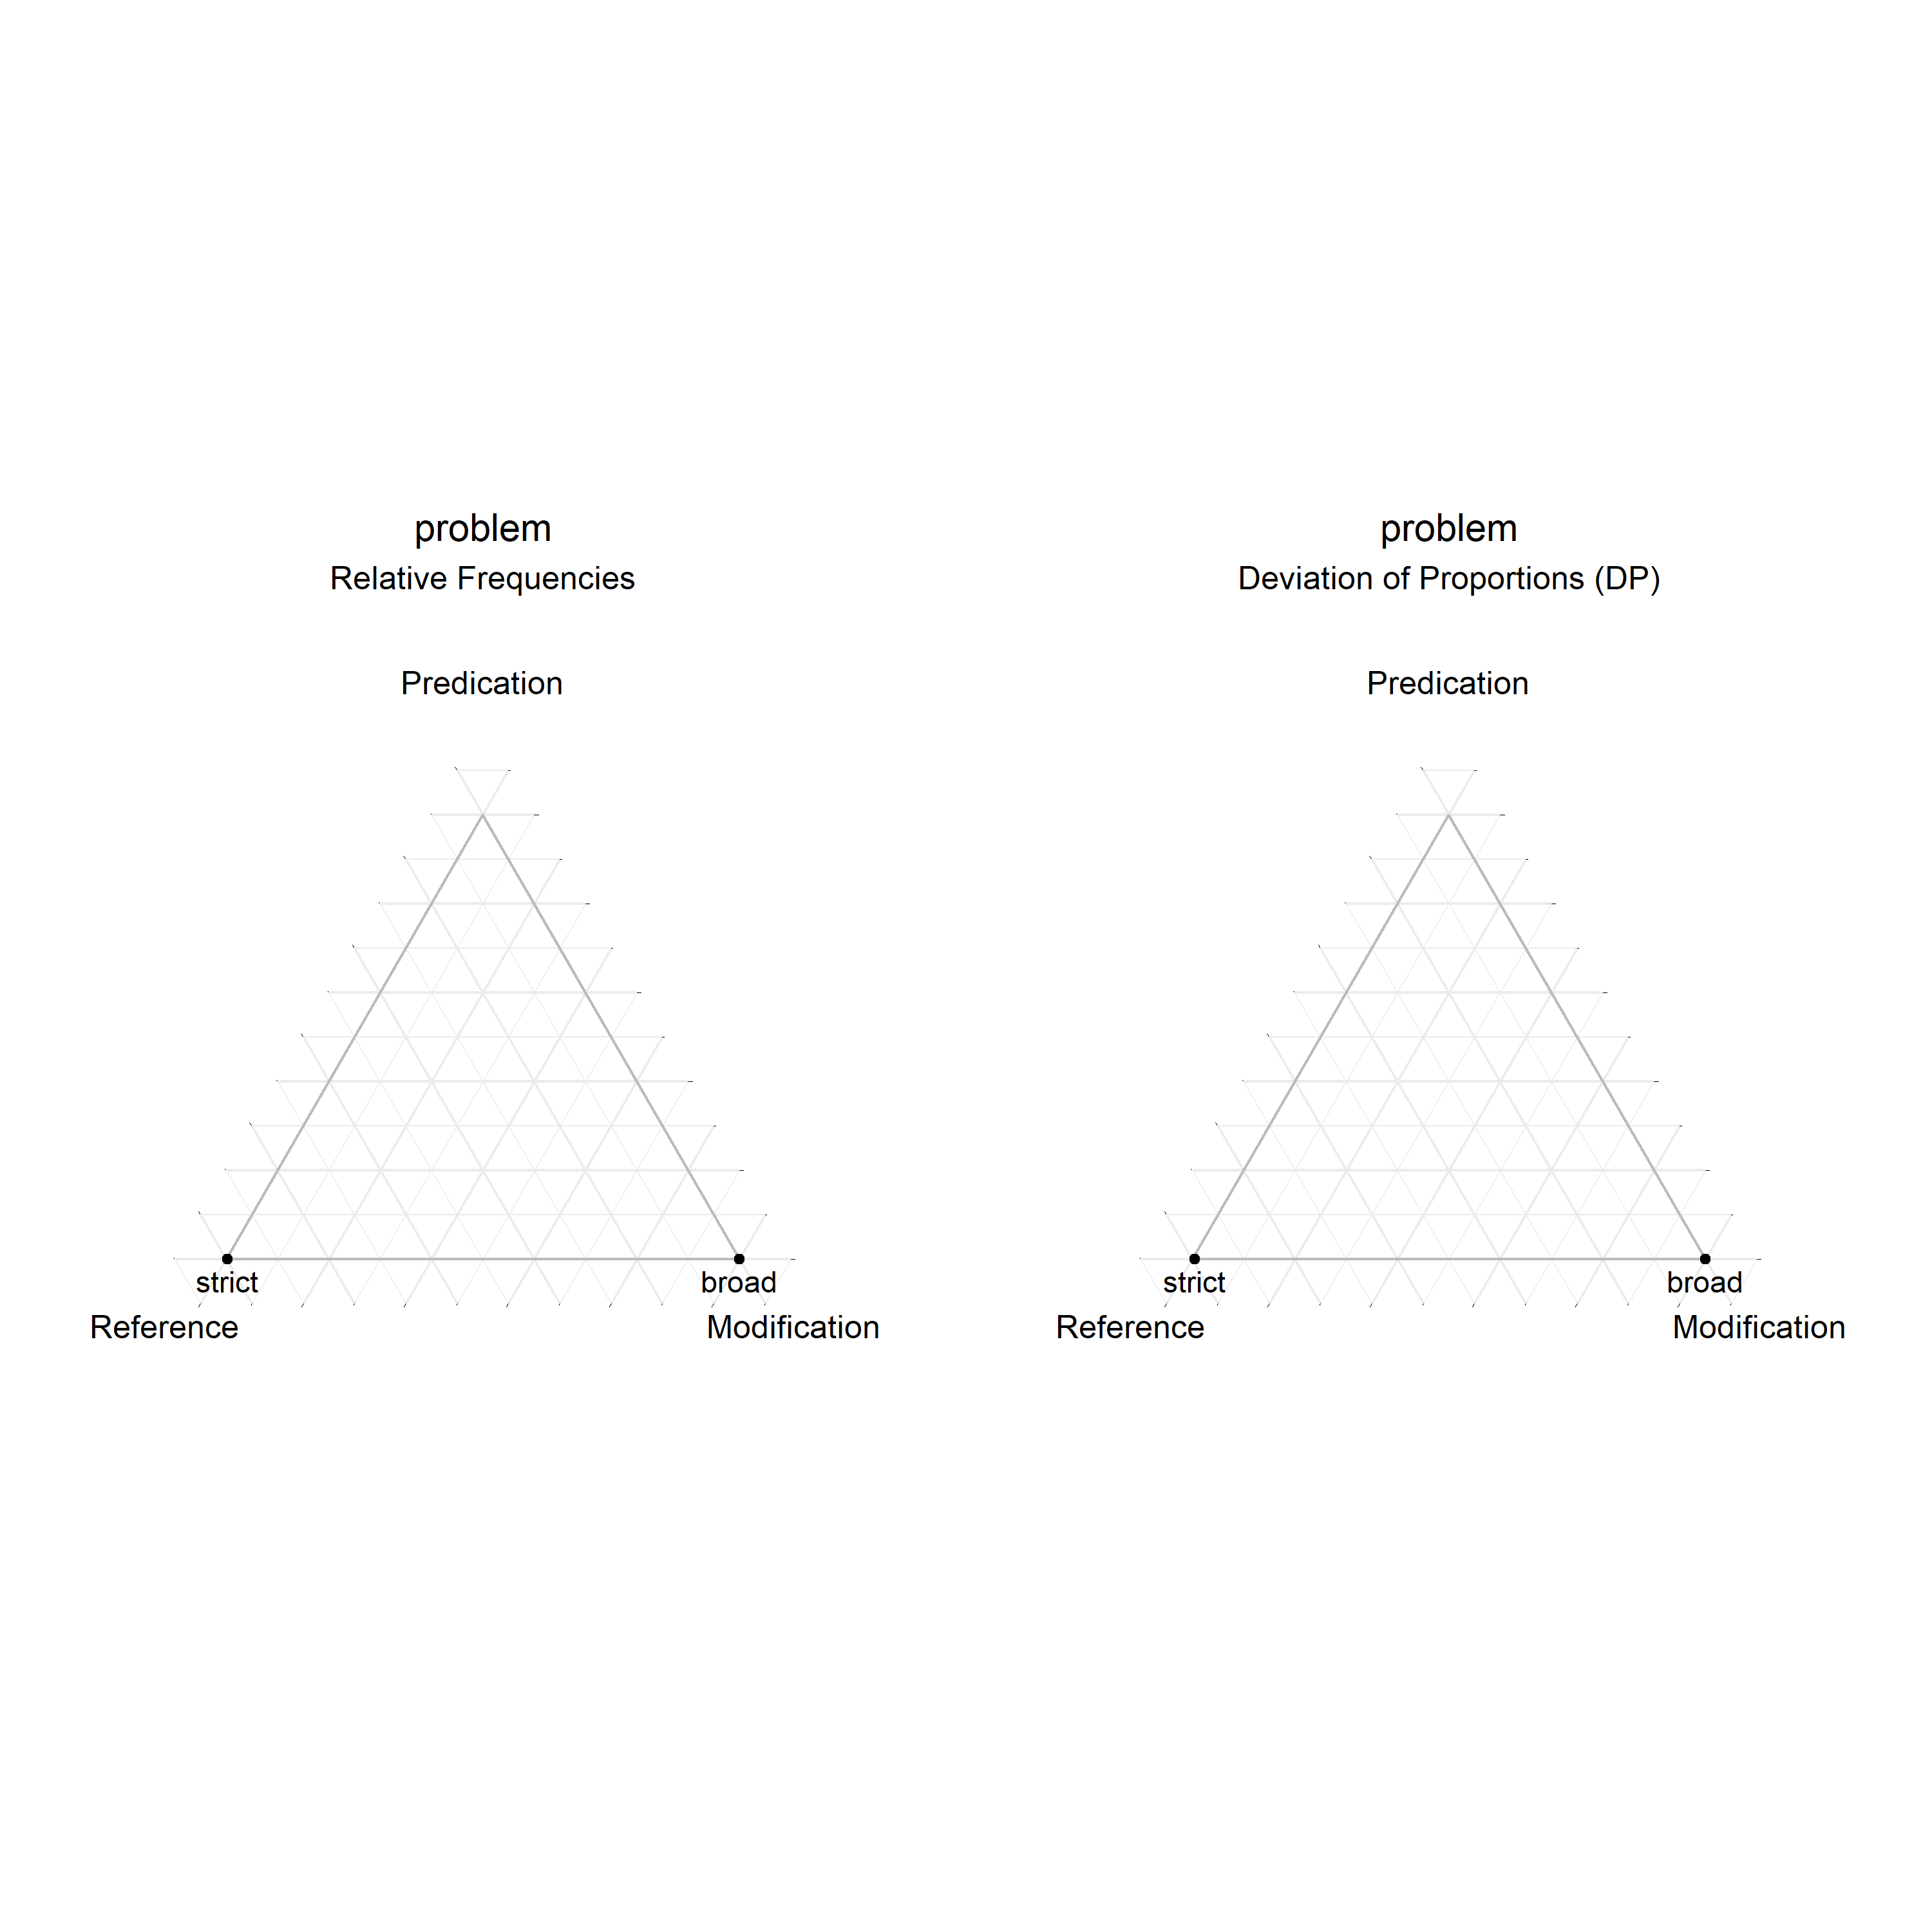 problem
Relative Frequencies
Predication
strict
broad
Reference
Modification
problem
Deviation of Proportions (DP)
Predication
strict
broad
Reference
Modification